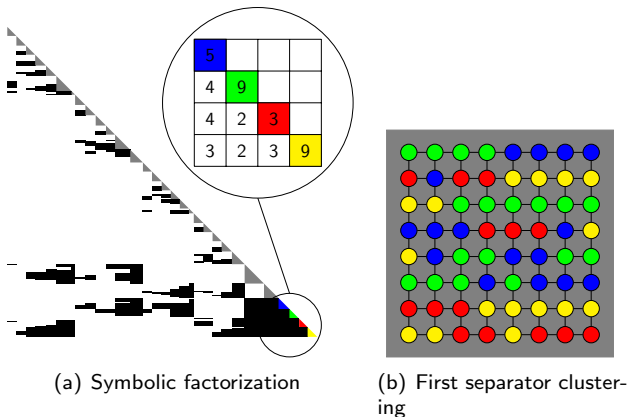 5
4 9
4 2 3
3 2 3 9
(a) Symbolic factorization
(b) First separator cluster-
ing